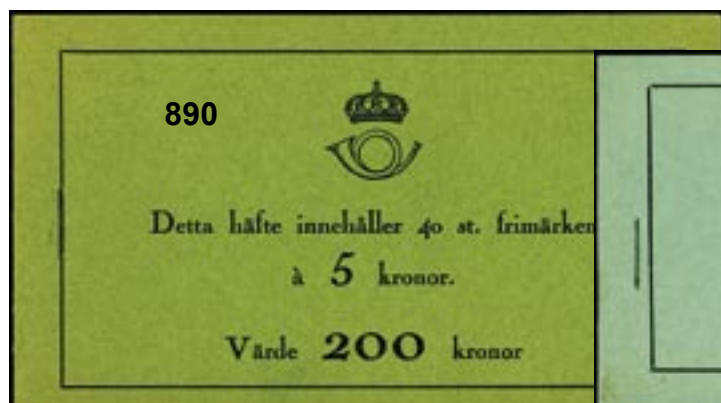 890
Detta häfte innehåller 40 st. frimärken
à 5 kronor.
Värde 200 kronor